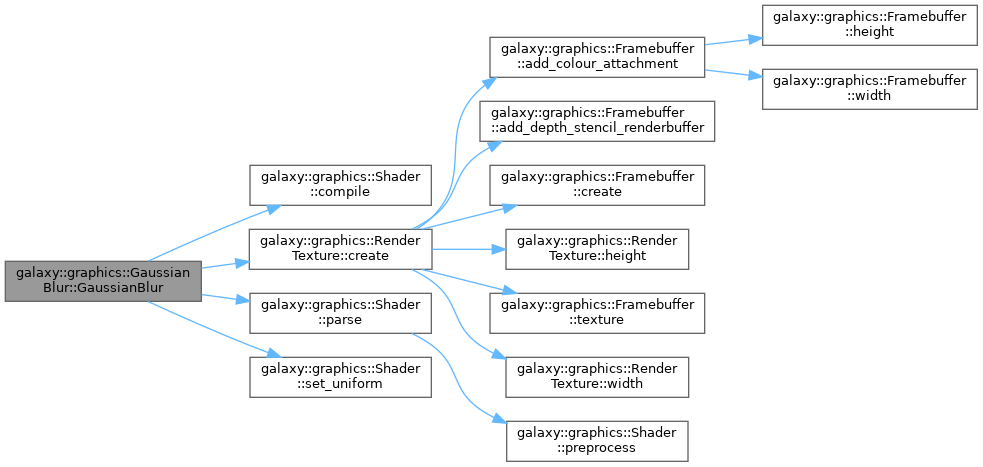 galaxy::graphics::Gaussian
Blur::GaussianBlur
galaxy::graphics::Shader
::compile
galaxy::graphics::Render
Texture::create
galaxy::graphics::Shader
::parse
galaxy::graphics::Shader
::set_uniform
galaxy::graphics::Framebuffer
::add_colour_attachment
galaxy::graphics::Framebuffer
::add_depth_stencil_renderbuffer
galaxy::graphics::Framebuffer
::create
galaxy::graphics::Render
Texture::height
galaxy::graphics::Framebuffer
::texture
galaxy::graphics::Render
Texture::width
galaxy::graphics::Shader
::preprocess
galaxy::graphics::Framebuffer
::height
galaxy::graphics::Framebuffer
::width